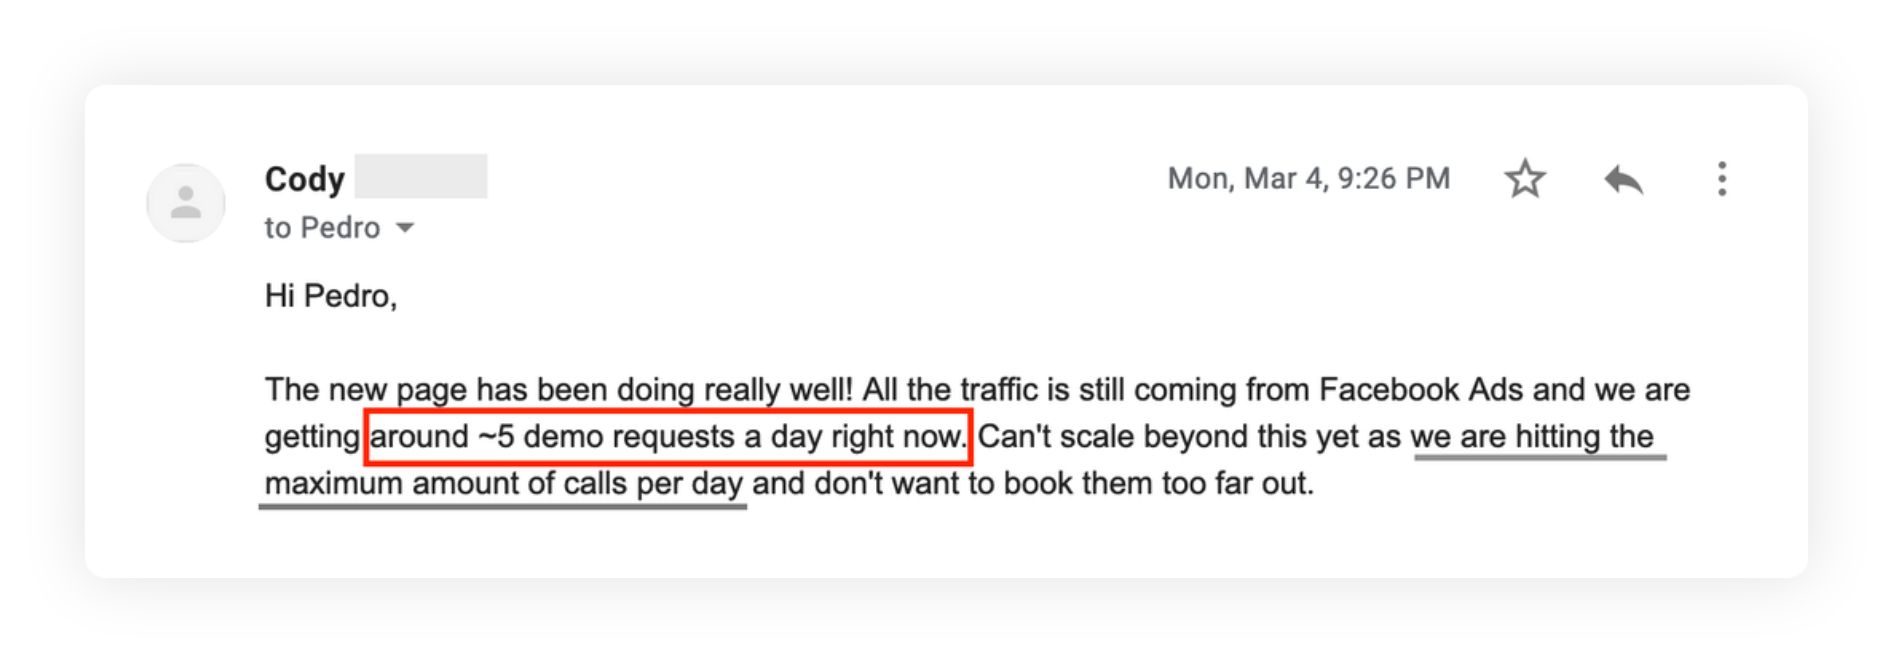 Cody
Mon, Mar 4, 9:26 PM
to Pedro
Hi Pedro,
The new page has been doing really well! All the traffic is still coming from Facebook Ads and we are
getting around ~5 demo requests a day right now. Can't scale beyond this yet as we are hitting the
maximum amount of calls per day and don't want to book them too far out.